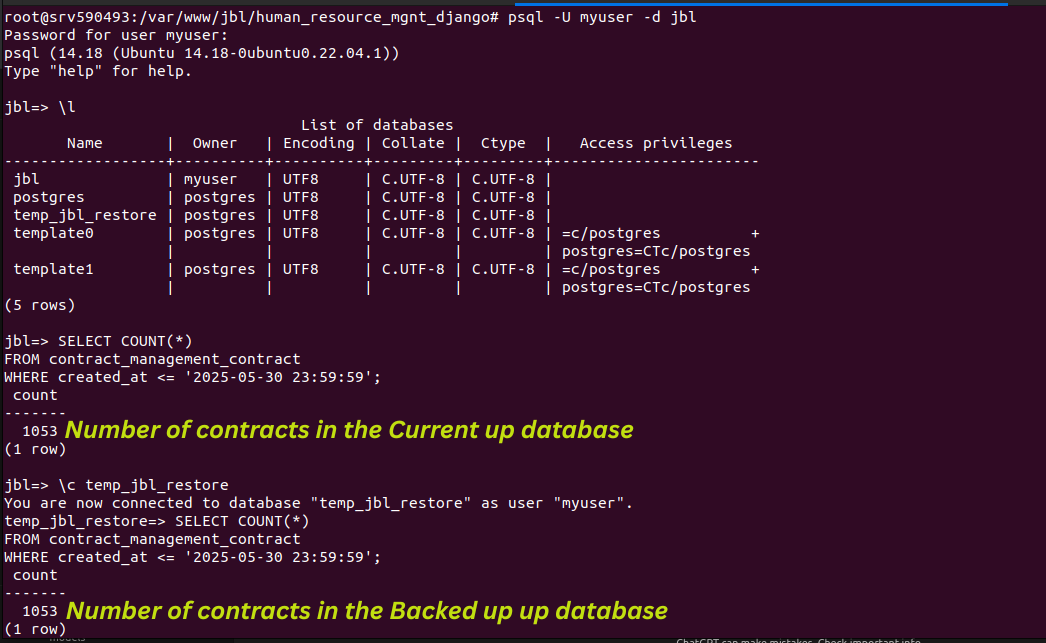 root@srv590493:/var/www/jbl/human_resource_mgnt_django# psql -U myuser -d jbl
Password for user myuser:
psql (14.18 (Ubuntu 14.18-0ubuntu0.22.04.1))
Type "help" for help.
jbl=> \l
List of databases
Name | Owner | Encoding | Collate | Ctype | Access privileges
------------------+----------+----------+---------+---------+-----------------------
jbl | myuser | UTF8 | C.UTF-8 | C.UTF-8 |
postgres | postgres | UTF8 | C.UTF-8 | C.UTF-8 |
temp_jbl_restore | postgres | UTF8 | C.UTF-8 | C.UTF-8 |
template0 | postgres | UTF8 | C.UTF-8 | C.UTF-8 | =c/postgres +
| | | | | postgres=CTc/postgres
template1 | postgres | UTF8 | C.UTF-8 | C.UTF-8 | =c/postgres +
| | | | | postgres=CTc/postgres
(5 rows)
jbl=> SELECT COUNT(*)
FROM contract_management_contract
WHERE created_at <= '2025-05-30 23:59:59';
count
-------
1053 Number of contracts in the Current up database
(1 row)
jbl=> \c temp_jbl_restore
You are now connected to database "temp_jbl_restore" as user "myuser".
temp_jbl_restore=> SELECT COUNT(*)
FROM contract_management_contract
WHERE created_at <= '2025-05-30 23:59:59';
count
-------
1053 Number of contracts in the Backed up up database
(1 row)
ChatGPT can make mistakes. Check important info.